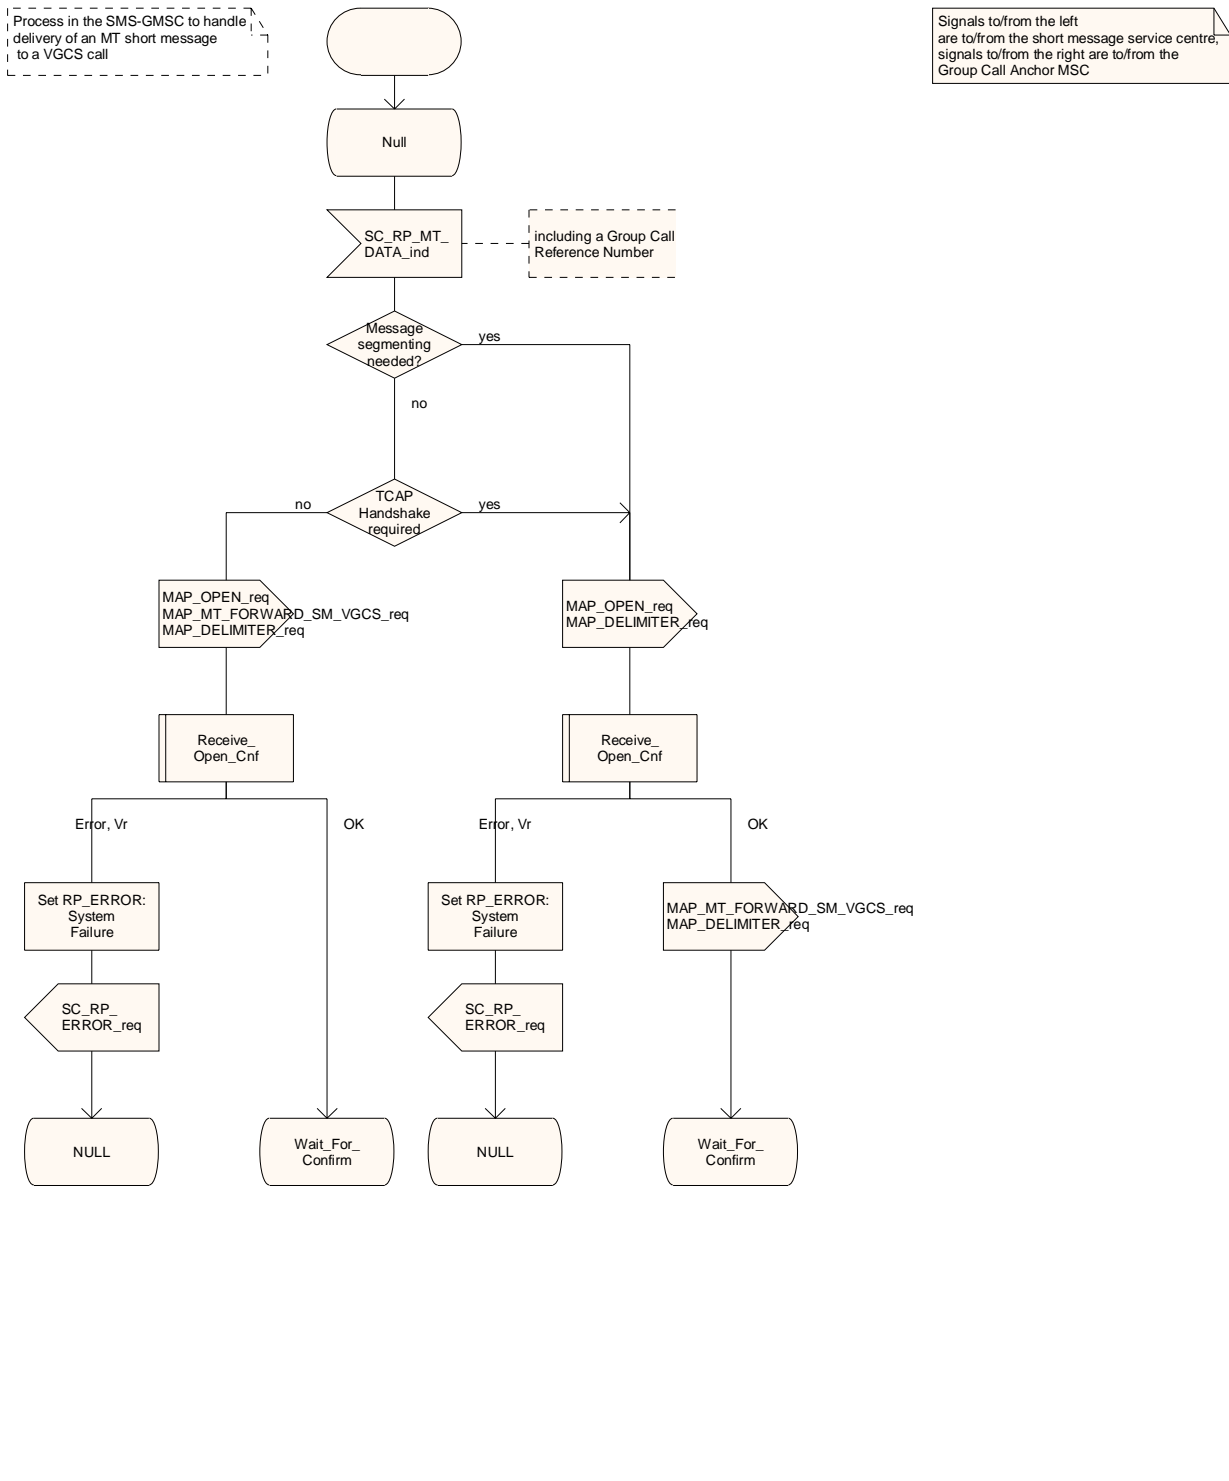 Process in the SMS-GMSC to handle
delivery of an MT short message
to a VGCS call
Signals to/from the left
are to/from the short message service centre,
signals to/from the right are to/from the
Group Call Anchor MSC
Null
SC_RP_MT_
DATA_ind
including a Group Call
Reference Number
Message
segmenting
needed?
yes
no
TCAP
Handshake
required
no
yes
MAP_OPEN_req
MAP_MT_FORWARD_SM_VGCS_req
MAP_DELIMITER_req
MAP_OPEN_req
MAP_DELIMITER_req
Receive_
Open_Cnf
Receive_
Open_Cnf
Error, Vr
OK
Error, Vr
OK
Set RP_ERROR:
System
Failure
Set RP_ERROR:
System
Failure
MAP_MT_FORWARD_SM_VGCS_req
MAP_DELIMITER_req
SC_RP_
ERROR_req
SC_RP_
ERROR_req
NULL
Wait_For_
Confirm
NULL
Wait_For_
Confirm